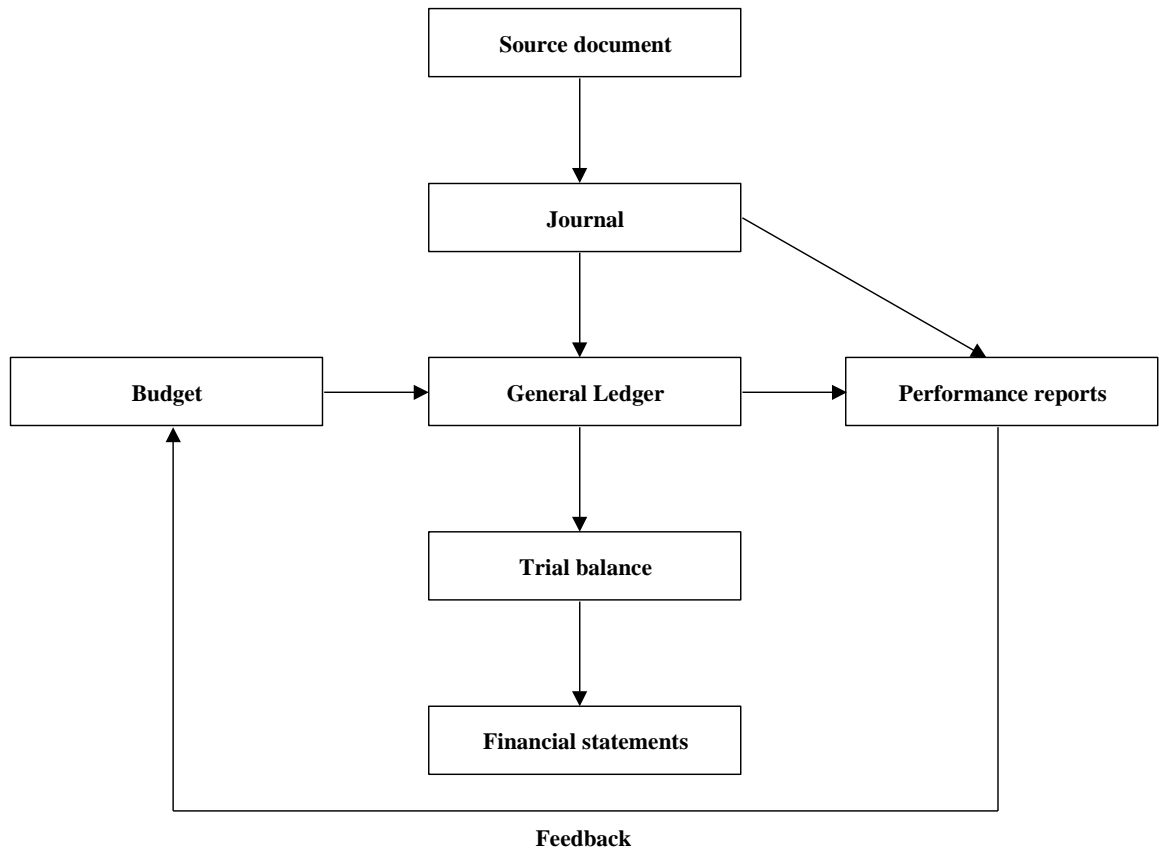 Source document
Journal
Budget
General Ledger
Performance reports
Trial balance
Financial statements
Feedback